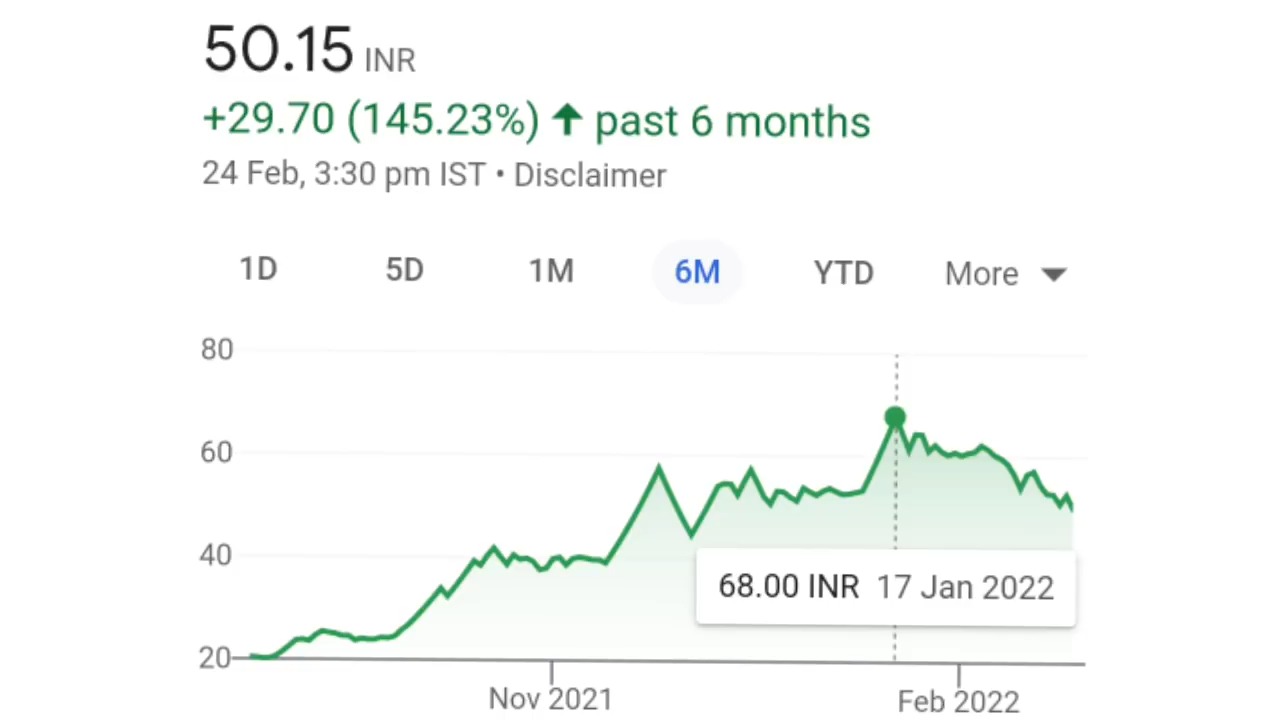 50.15 INR
+29.70 (145.23%) ↑ past 6 months
24 Feb, 3:30 pm IST • Disclaimer
1D 5D 1M 6M YTD More
80
60
40
68.00 INR 17 Jan 2022
20
Nov 2021 Feb 2022